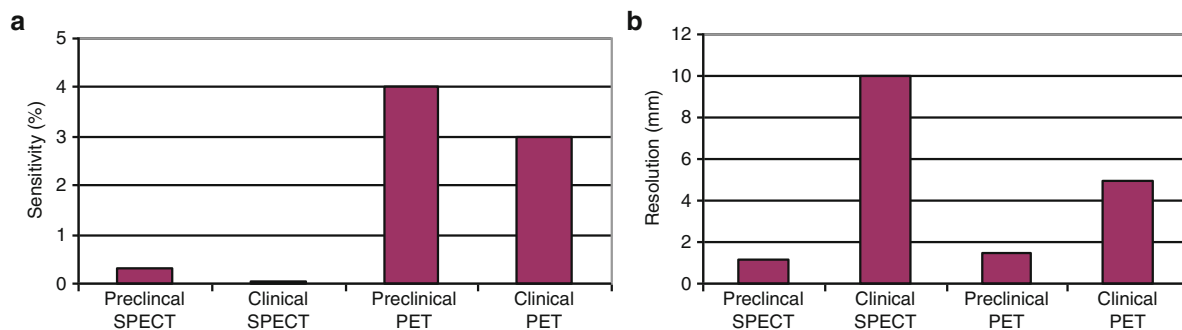 a
Sensitivity (%)
5
4
3
2
1
0
Preclincal
SPECT
Clinical
SPECT
Preclinical
PET
Clinical
PET
b
Resolution (mm)
12
10
8
6
4
2
0
Preclinical
SPECT
Clinical
SPECT
Preclinical
PET
Clinical
PET